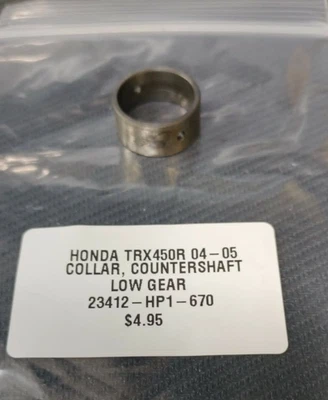 HONDA TRX450R 04-05
COLLAR, COUNTERSHAFT
LOW GEAR
23412-HP1-670
$4.95